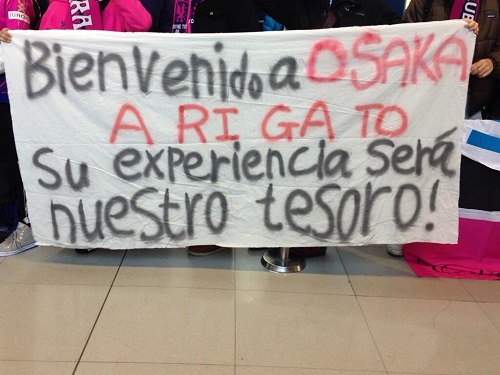 Bienvenido a OSAKA
A RI GA TO
su experiencia será
nuestro tesoro!